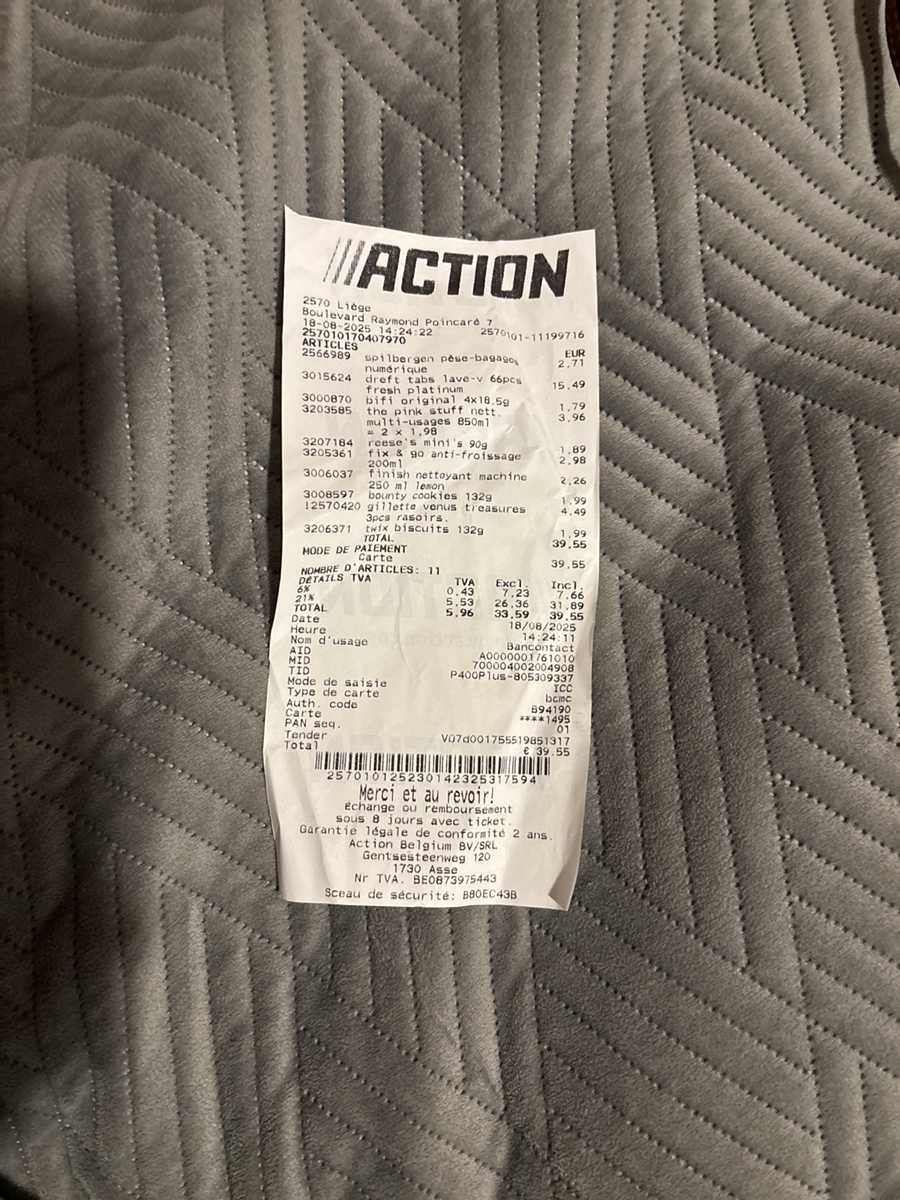 ACTION
2570 Liège
Boulevard Raymond Poincaré 7
18-08-2025 14:24:22 2570101-11199716
257010170407970
ARTICLES EUR
2566989 spilbergen pèse-bagages 2,71
numérique
3015624 dreft tabs lave-v 66pcs 15,49
fresh platinum
3000870 bifi original 4x18.5g 1,79
3203585 the pink stuff nett. 3,96
multi-usages 850ml
= 2 x 1,98
3207184 reese's mini's 90g 1,89
3205361 fix & go anti-froissage 2,98
200ml
3006037 finish nettoyant machine 2,26
250 ml lemon
3008597 bounty cookies 132g 1,99
12570420 gillette venus treasures 4,49
3pcs rasoirs.
3206371 twix biscuits 132g 1,99
TOTAL 39,55
MODE DE PAIEMENT
Carte 39,55
NOMBRE D'ARTICLES: 11
DÉTAILS TVA TVA Excl. Incl.
6% 0,43 7,23 7,66
21% 5,53 26,36 31,89
TOTAL 5,96 33,59 39,55
Date 18/08/2025
Heure 14:24:11
Nom d'usage Bancontact
AID A0000001761010
MID 700004002004908
TID P400Plus-805309337
Mode de saisie ICC
Type de carte bcmc
Auth. code B94190
Carte ****1495
PAN seq. 01
Tender V07d001755519851317
Total € 39.55
257010125230142325317594
Merci et au revoir!
Échange ou remboursement
sous 8 jours avec ticket.
Garantie légale de conformité 2 ans.
Action Belgium BV/SRL
Gentsesteenweg 120
1730 Asse
Nr TVA. BE0873975443
Sceau de sécurité: B80EC43B